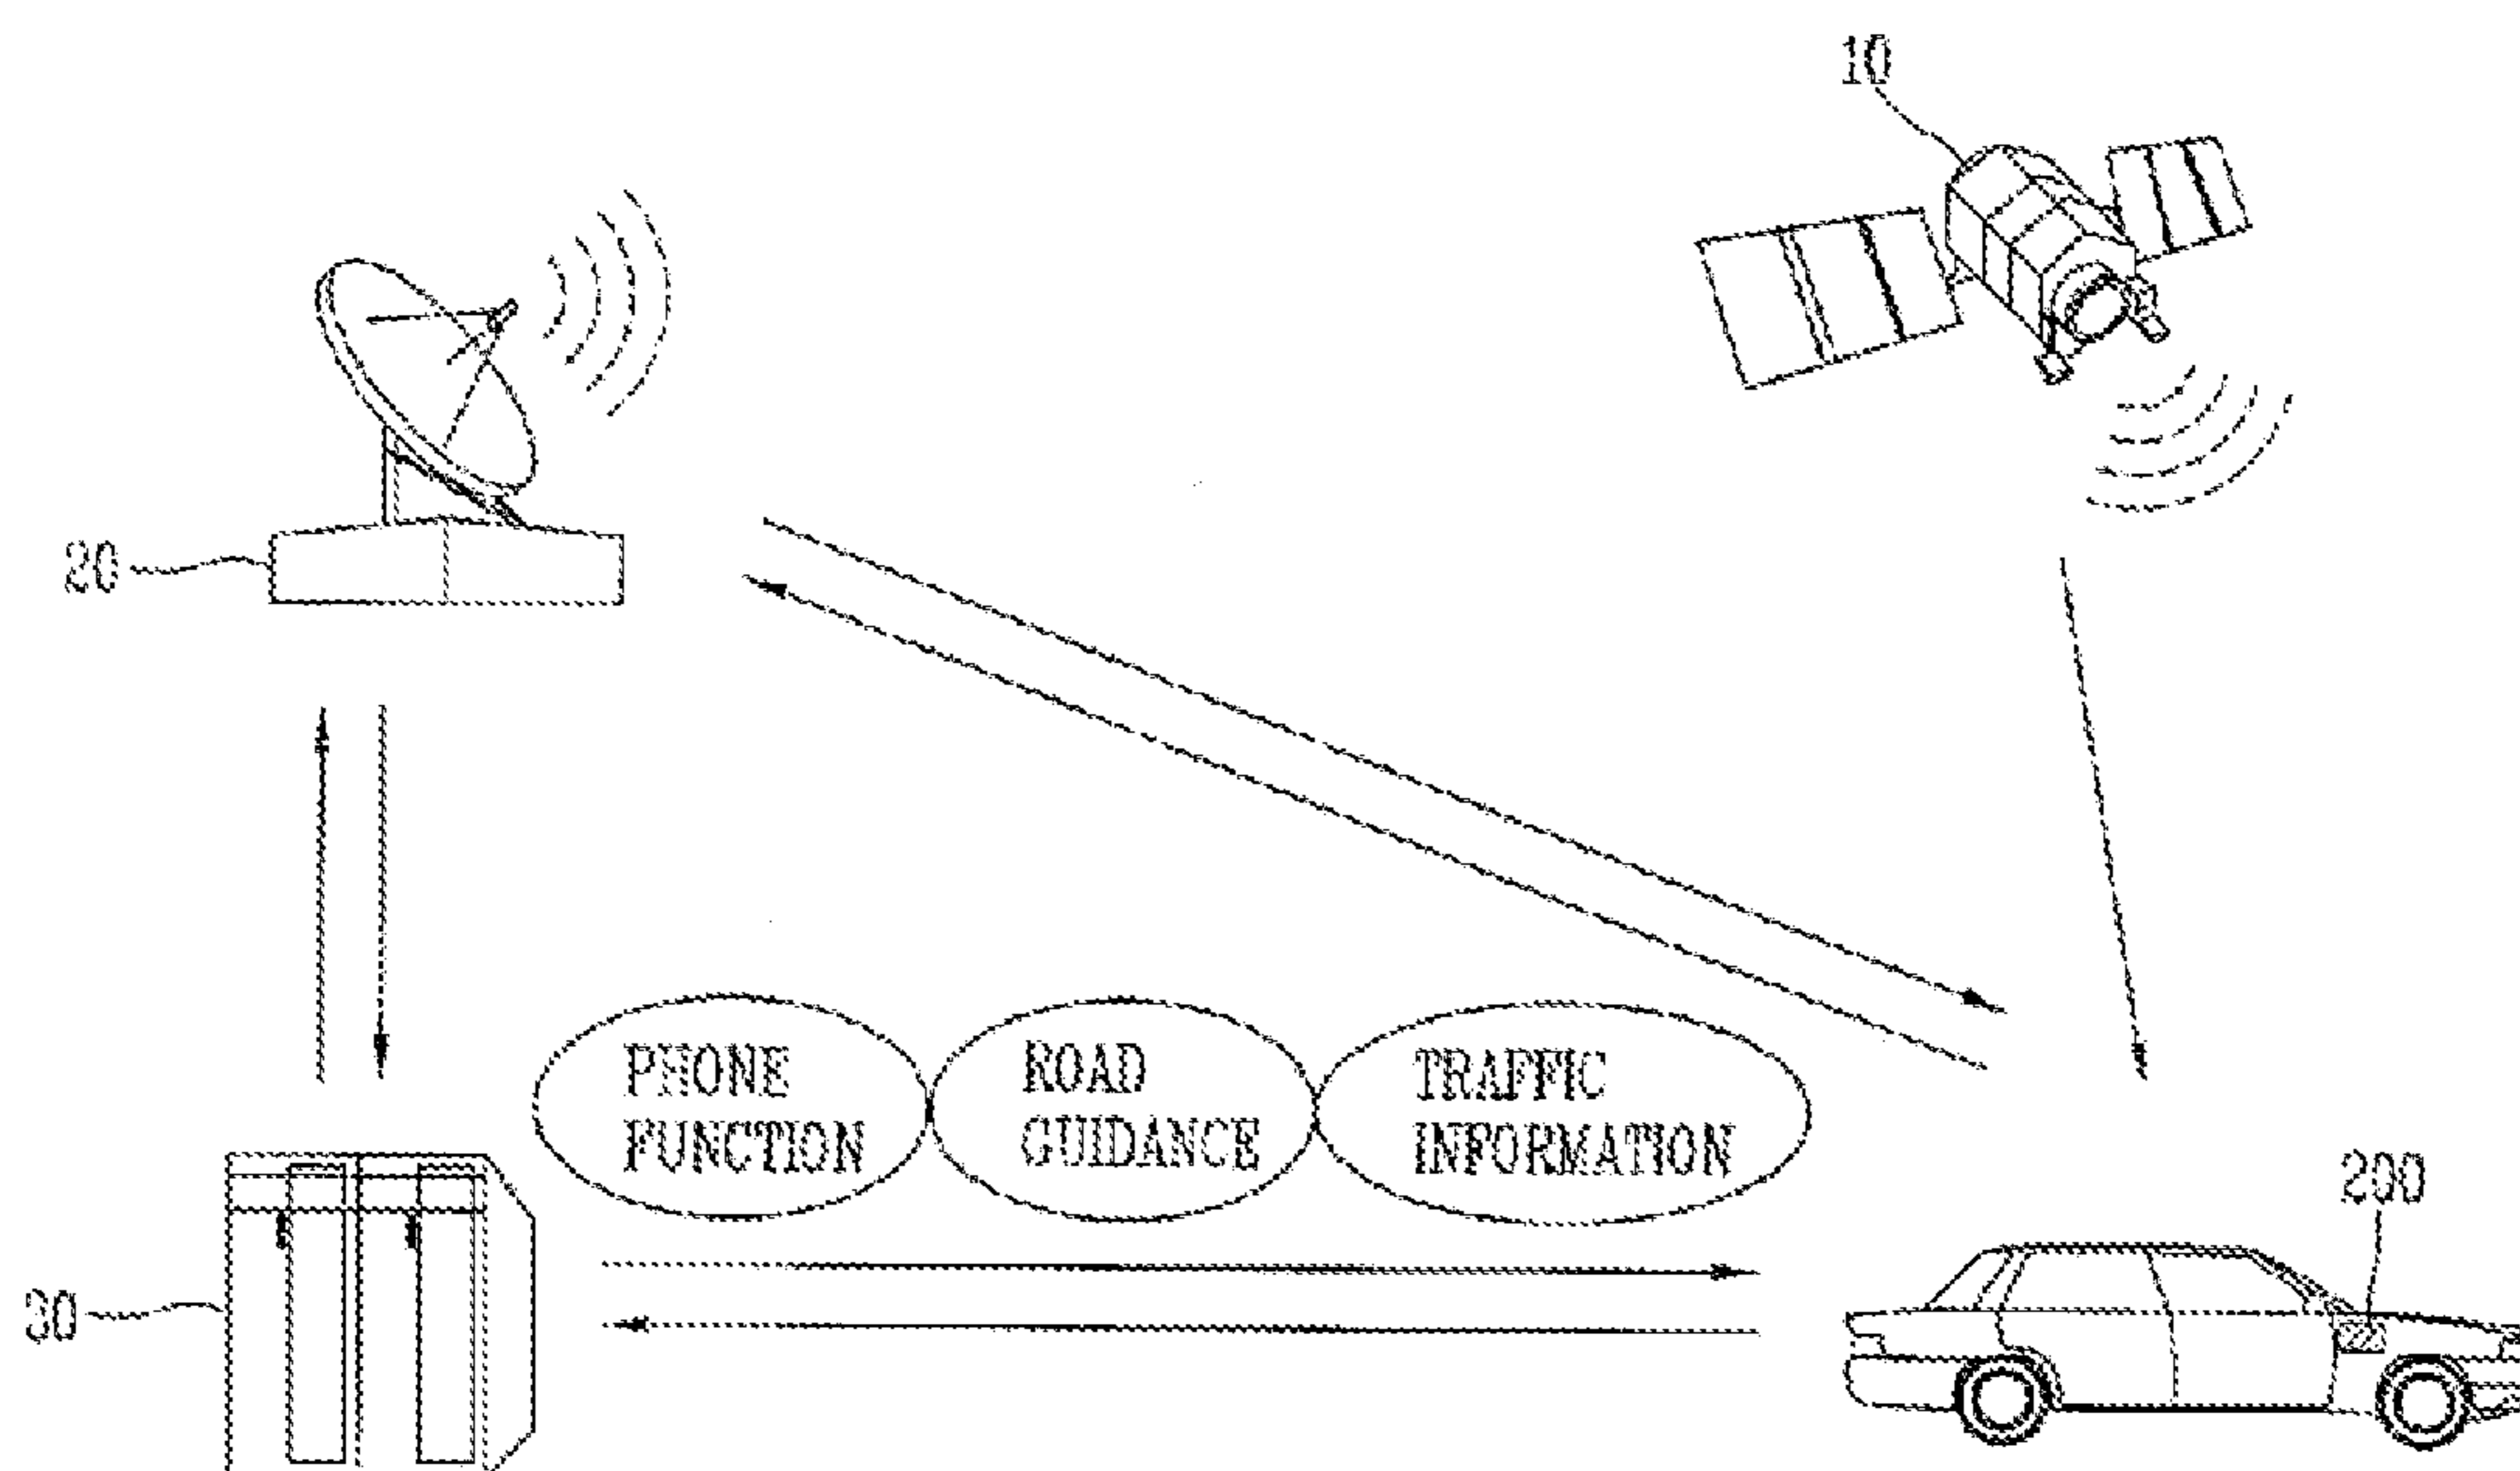 10
20
PHONE
FUNCTION
ROAD
GUIDANCE
TRAFFIC
INFORMATION
200
30